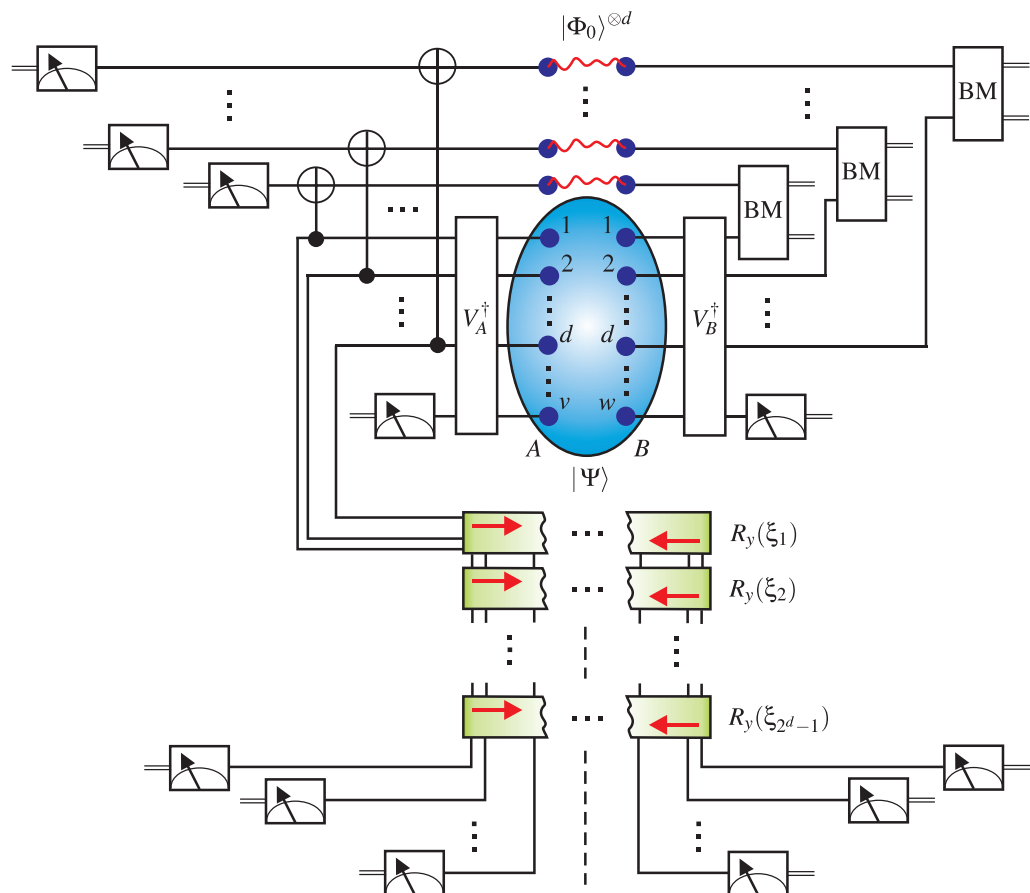 |Φ₀⟩^{⊗d}
BM
BM
BM
1 1
2 2
V_A^† d d V_B^†
v w
A B
|Ψ⟩
R_y(ξ₁)
R_y(ξ₂)
R_y(ξ_{2^d−1})